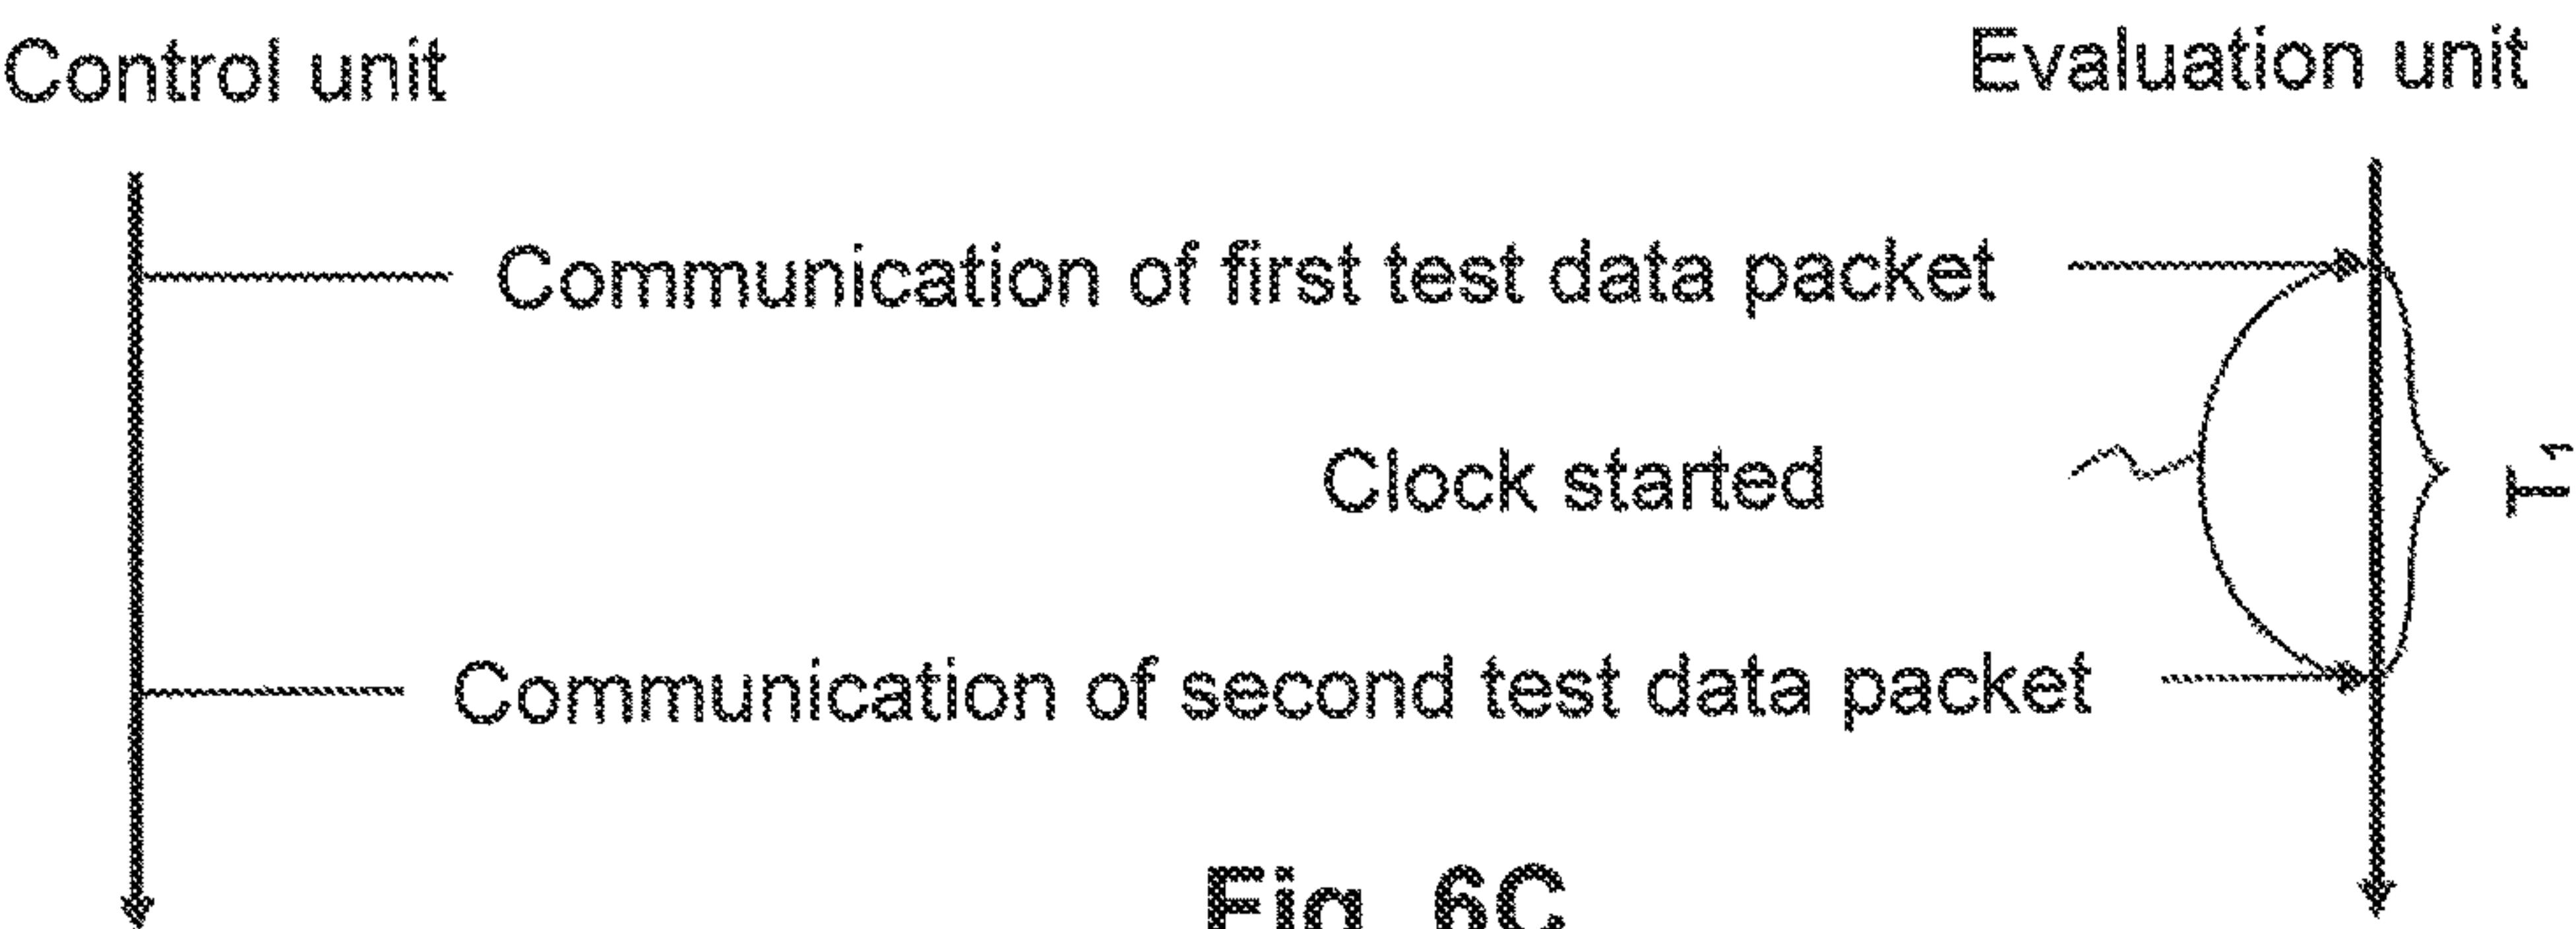 Control unit
Evaluation unit
Communication of first test data packet
Clock started
T1
Communication of second test data packet
Fig. 6C